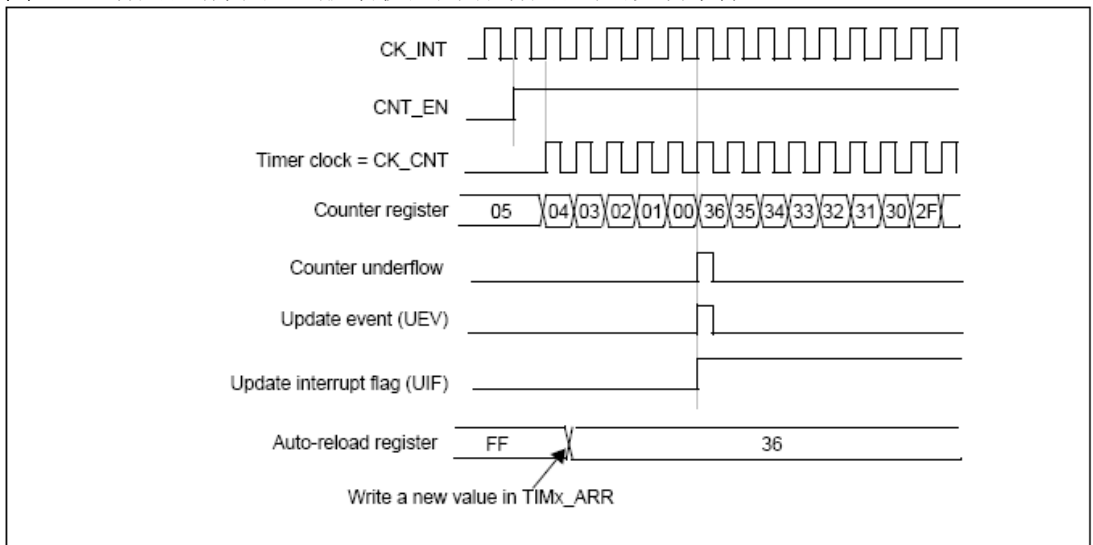 CK_INT
CNT_EN
Timer clock = CK_CNT
Counter register 05 04 03 02 01 00 36 35 34 33 32 31 30 2F
Counter underflow
Update event (UEV)
Update interrupt flag (UIF)
Auto-reload register FF 36
Write a new value in TIMx_ARR